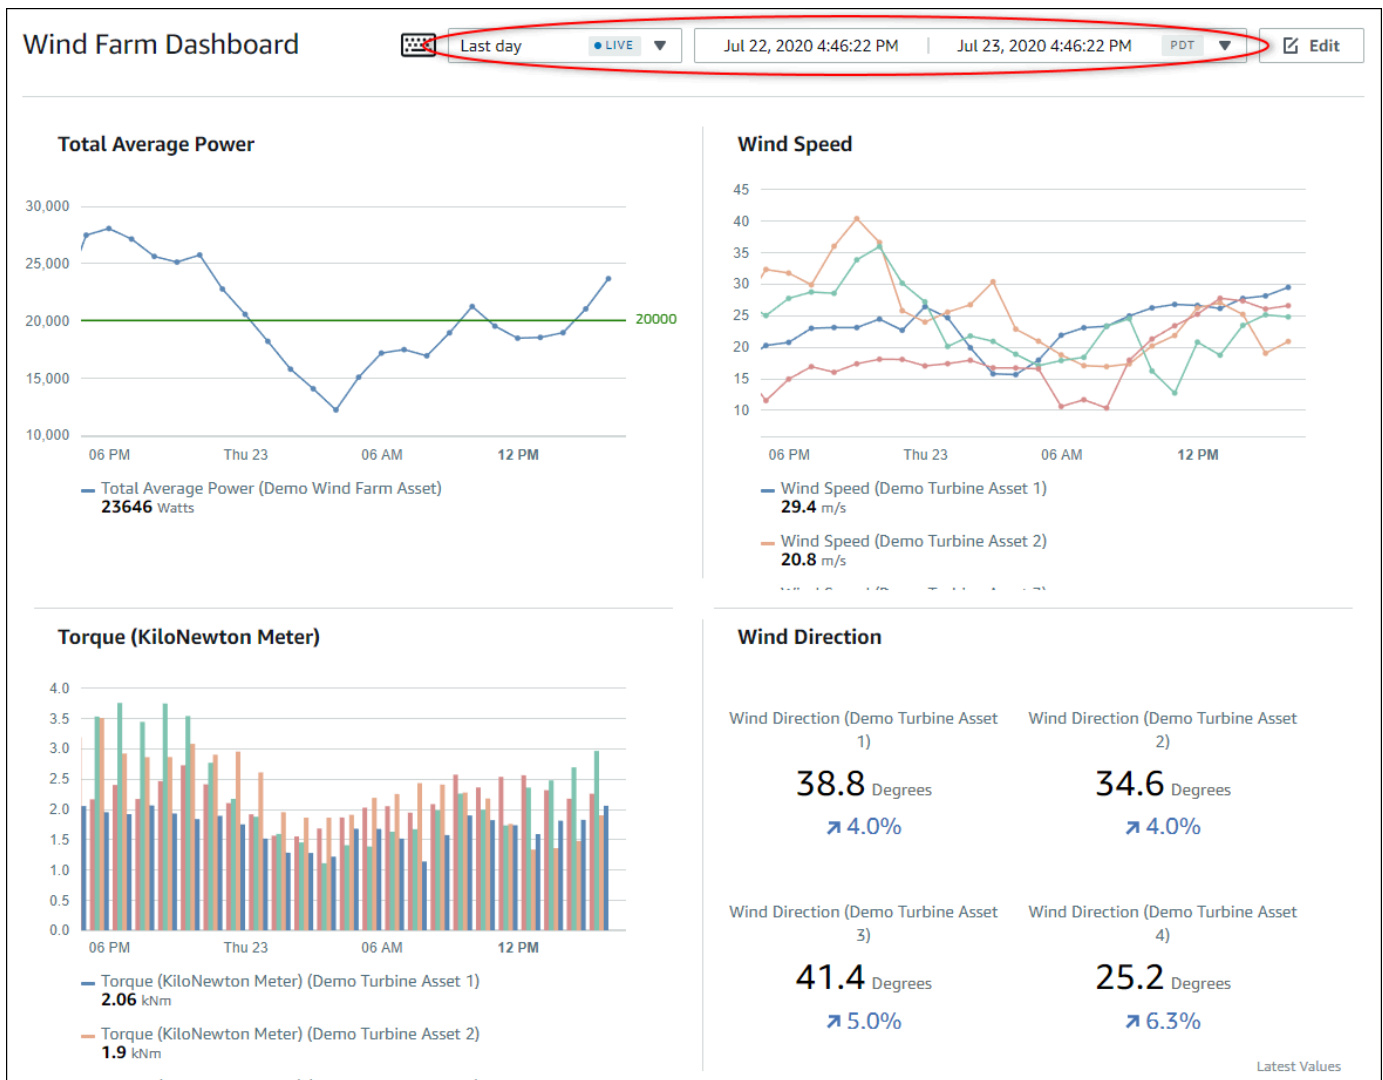 Wind Farm Dashboard
Last day
LIVE
Jul 22, 2020 4:46:22 PM
Jul 23, 2020 4:46:22 PM
PDT
Edit
Total Average Power
30,000
25,000
20,000
15,000
10,000
20000
06 PM
Thu 23
06 AM
12 PM
Total Average Power (Demo Wind Farm Asset)
23646 Watts
Wind Speed
45
40
35
30
25
20
15
10
06 PM
Thu 23
06 AM
12 PM
Wind Speed (Demo Turbine Asset 1)
29.4 m/s
Wind Speed (Demo Turbine Asset 2)
20.8 m/s
Torque (KiloNewton Meter)
4.0
3.5
3.0
2.5
2.0
1.5
1.0
0.5
0.0
06 PM
Thu 23
06 AM
12 PM
Torque (KiloNewton Meter) (Demo Turbine Asset 1)
2.06 kNm
Torque (KiloNewton Meter) (Demo Turbine Asset 2)
1.9 kNm
Wind Direction
Wind Direction (Demo Turbine Asset
1)
38.8 Degrees
4.0%
Wind Direction (Demo Turbine Asset
2)
34.6 Degrees
4.0%
Wind Direction (Demo Turbine Asset
3)
41.4 Degrees
5.0%
Wind Direction (Demo Turbine Asset
4)
25.2 Degrees
6.3%
Latest Values